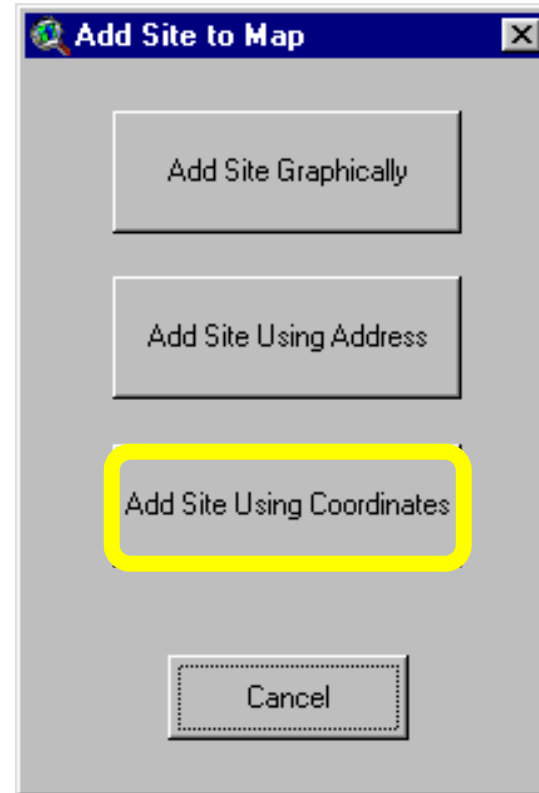 Add Site to Map
Add Site Graphically
Add Site Using Address
Add Site Using Coordinates
Cancel